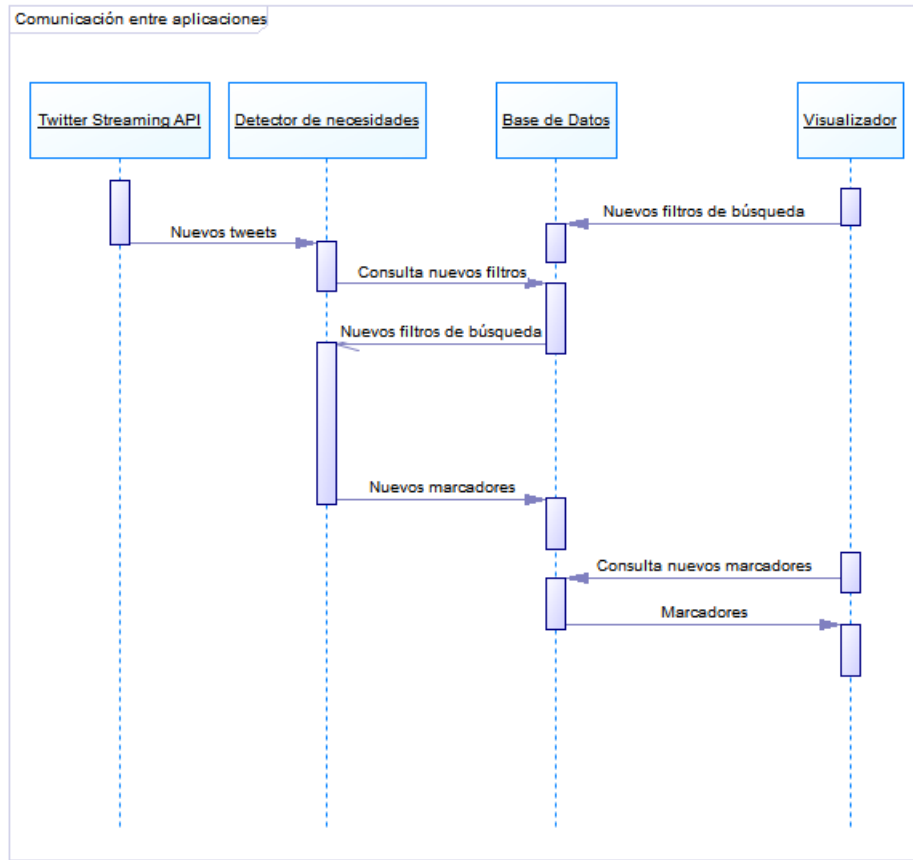 Comunicación entre aplicaciones
Twitter Streaming API
Detector de necesidades
Base de Datos
Visualizador
Nuevos filtros de búsqueda
Nuevos tweets
Consulta nuevos filtros
Nuevos filtros de búsqueda
Nuevos marcadores
Consulta nuevos marcadores
Marcadores